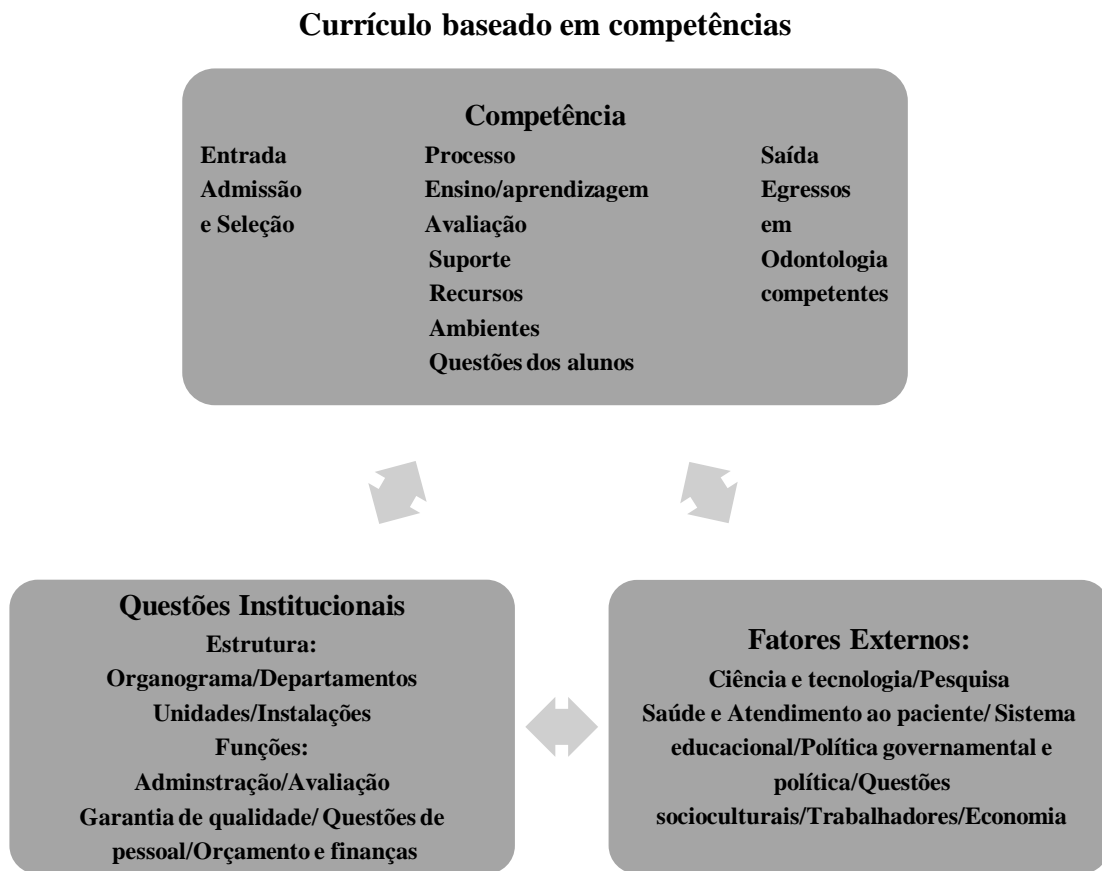 Currículo baseado em competências
Competência
Entrada
Admissão
e Seleção
Processo
Ensino/aprendizagem
Avaliação
Suporte
Recursos
Ambientes
Questões dos alunos
Saída
Egressos
em
Odontologia
competentes
Questões Institucionais
Estrutura:
Organograma/Departamentos
Unidades/Instalações
Funções:
Adminstração/Avaliação
Garantia de qualidade/ Questões de
pessoal/Orçamento e finanças
Fatores Externos:
Ciência e tecnologia/Pesquisa
Saúde e Atendimento ao paciente/ Sistema
educacional/Política governamental e
política/Questões
socioculturais/Trabalhadores/Economia